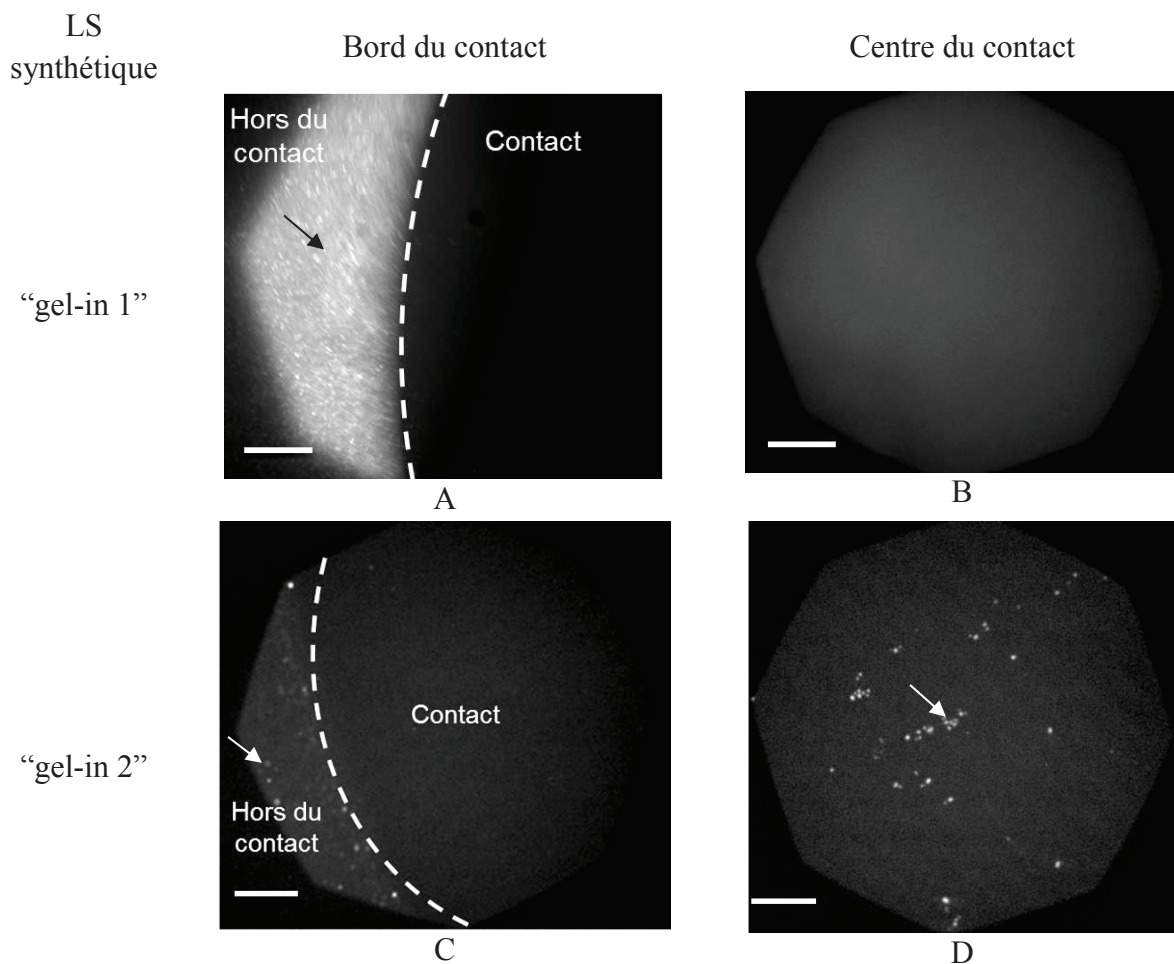 LS
synthétique
Bord du contact
Centre du contact
Hors du
contact
Contact
“gel-in 1”
A
B
Contact
Hors du
contact
“gel-in 2”
C
D